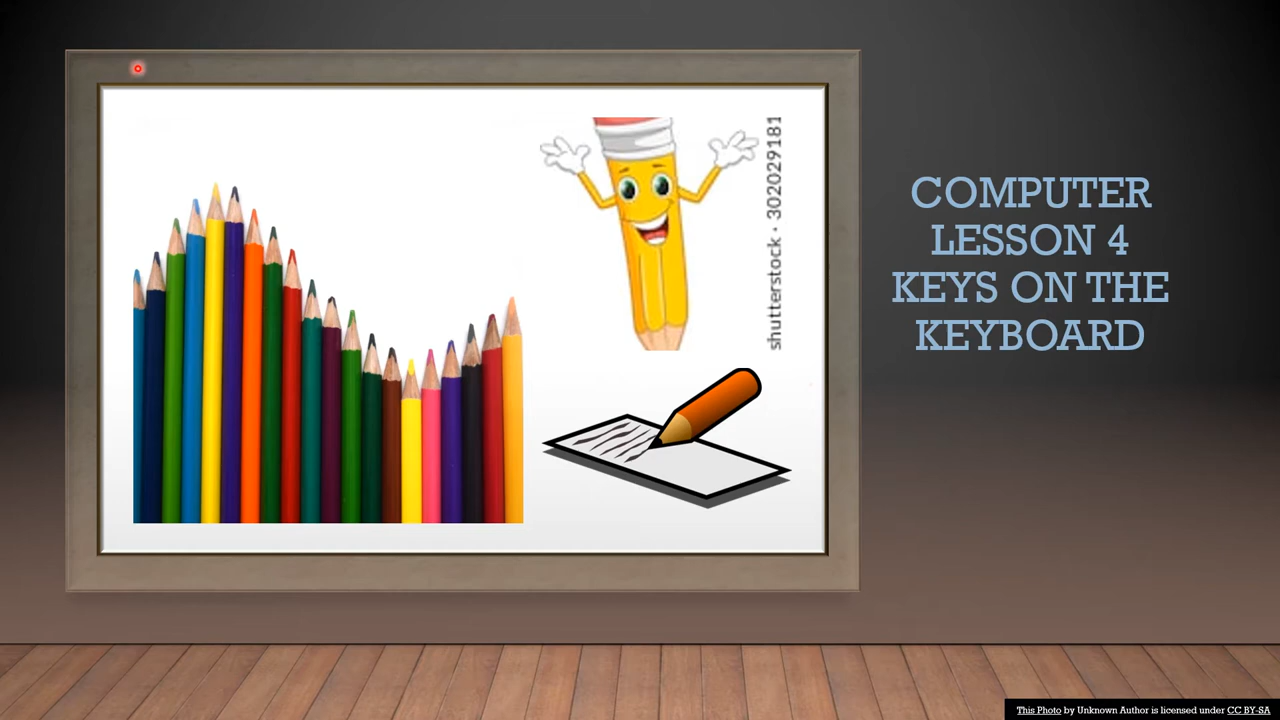 shutterstock · 302029181
COMPUTER
LESSON 4
KEYS ON THE
KEYBOARD
This Photo by Unknown Author is licensed under CC BY-SA